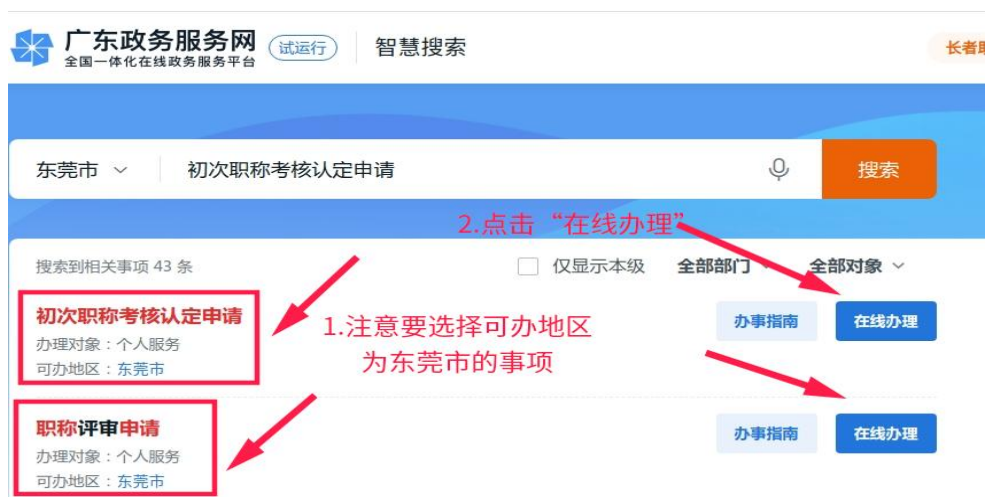 广东政务服务网
全国一体化在线政务服务平台
试运行
智慧搜索
长者助
东莞市
初次职称考核认定申请
搜索
2.点击“在线办理”
搜索到相关事项 43 条
仅显示本级
全部部门
全部对象
初次职称考核认定申请
办理对象：个人服务
可办地区：东莞市
办事指南
在线办理
1.注意要选择可办地区
为东莞市的事项
职称评审申请
办理对象：个人服务
可办地区：东莞市
办事指南
在线办理